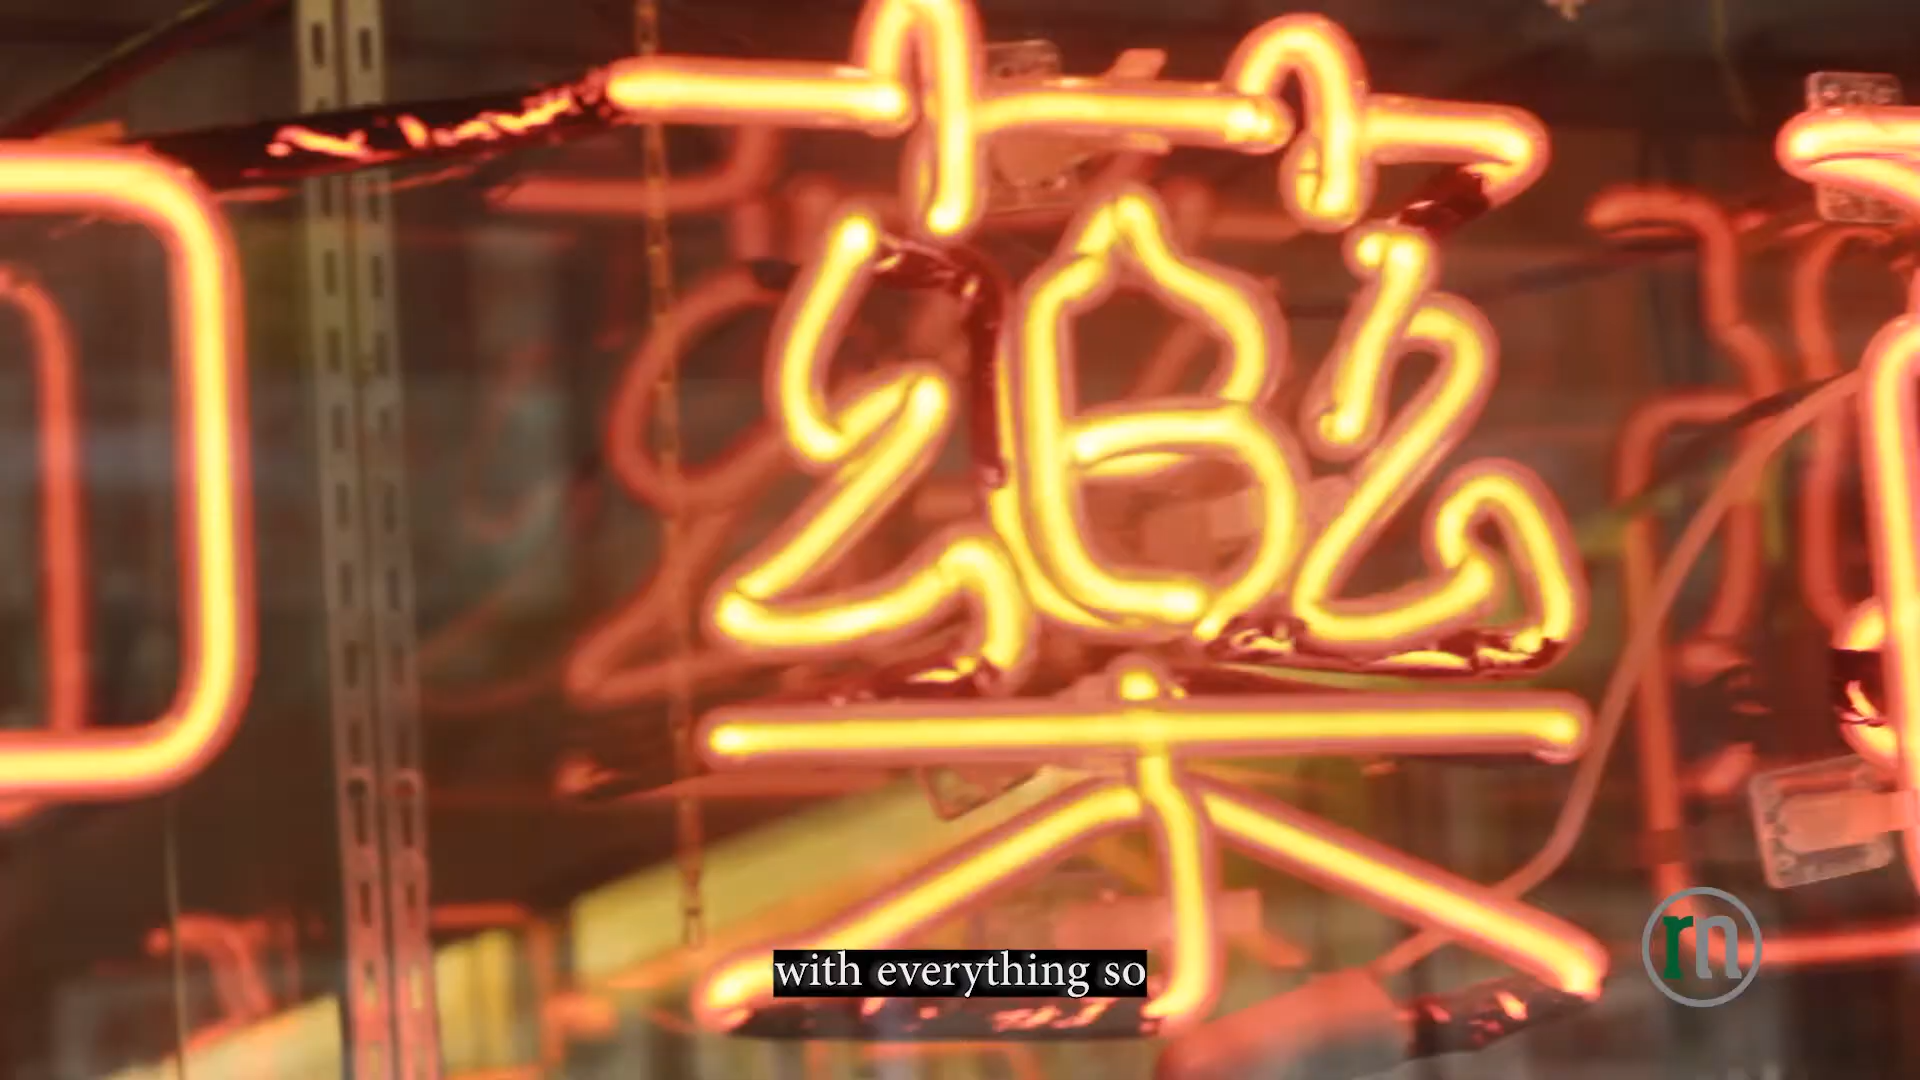 藥
with everything so
rn